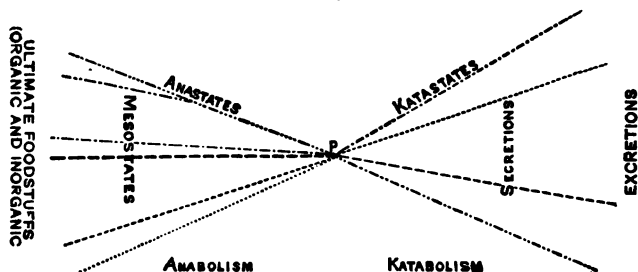 ULTIMATE FOODSTUFFS
(ORGANIC AND INORGANIC
MESOSTATES
ANASTATES
P
KATASTATES
SECRETIONS
EXCRETIONS
ANABOLISM
KATABOLISM